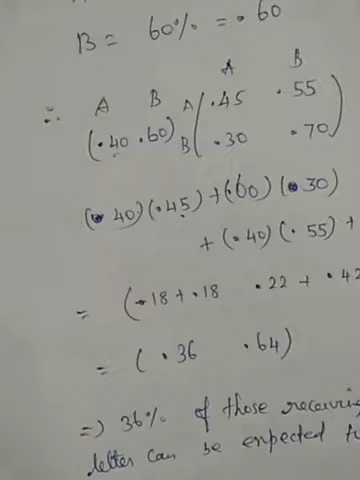 B = 60% = .60
A B
∴ A B A .45 .55
(.40 .60) B .30 .70
(.40)(.45) + (.60)(.30)
+ (.40)(.55) +
= (.18 + .18 .22 + .42
= (.36 .64)
=> 36% of those receiving
letter can be expected t